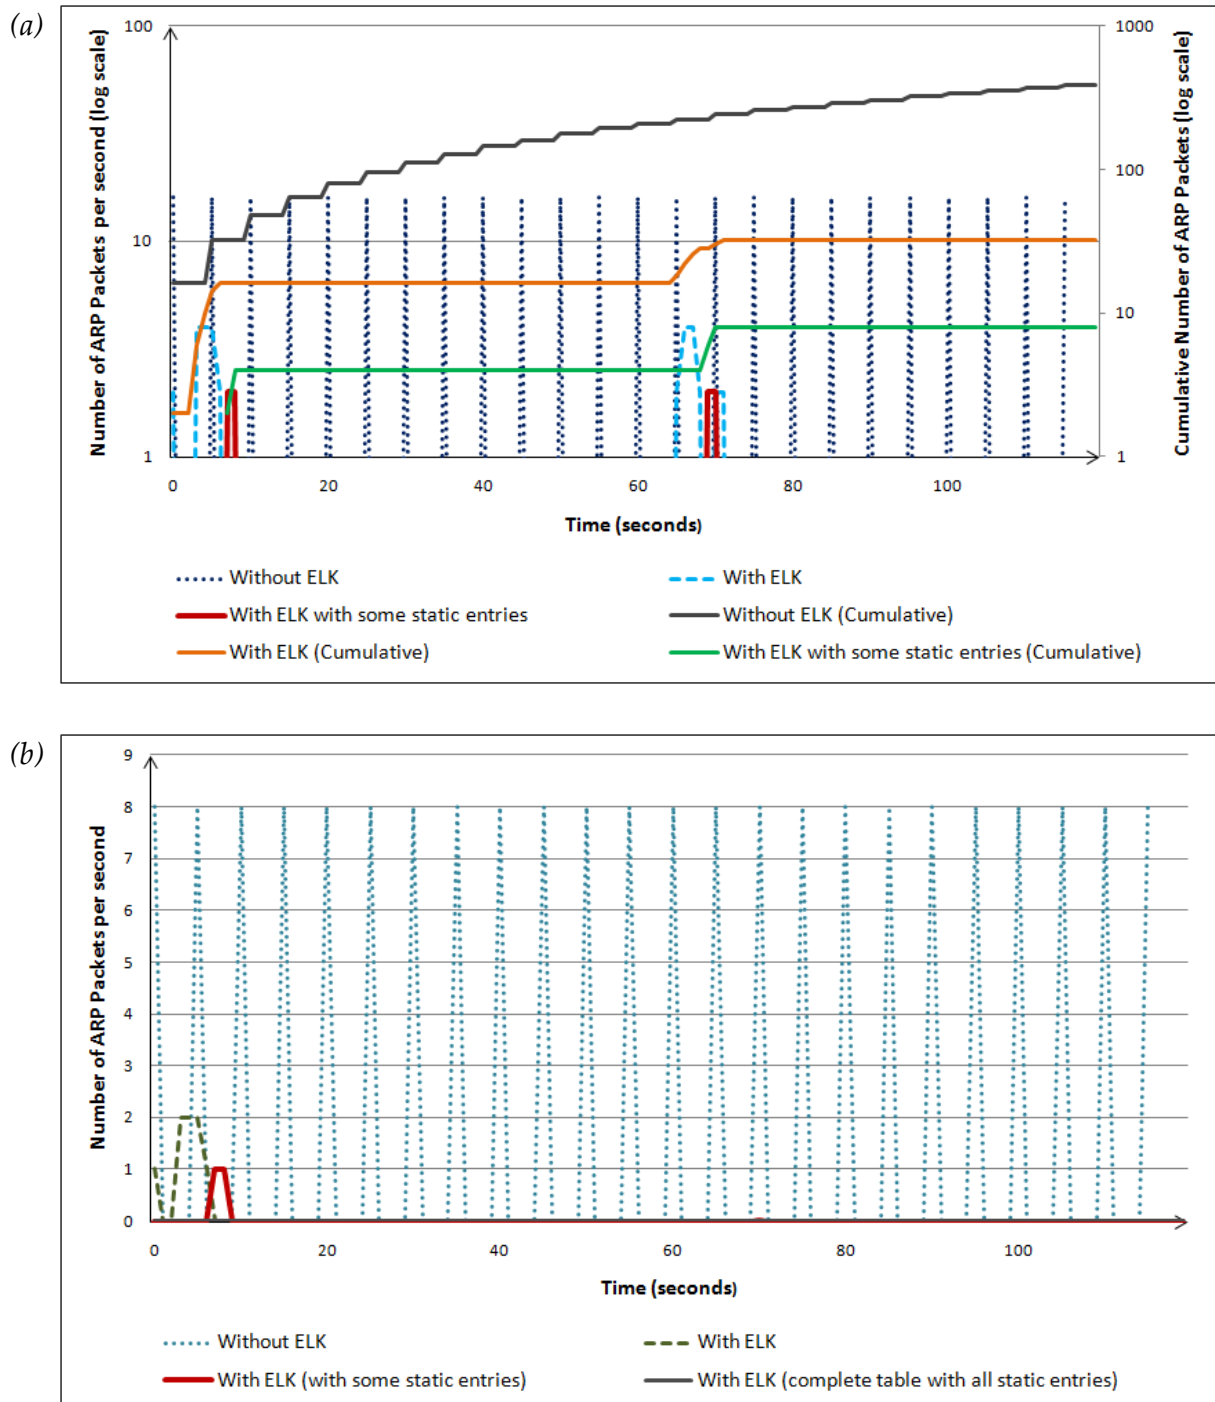 (a)
100
10
1
Number of ARP Packets per second (log scale)
1000
100
10
1
Cumulative Number of ARP Packets (log scale)
0 20 40 60 80 100
Time (seconds)
Without ELK
With ELK
With ELK with some static entries
Without ELK (Cumulative)
With ELK (Cumulative)
With ELK with some static entries (Cumulative)
(b)
9
8
7
6
5
4
3
2
1
0
Number of ARP Packets per second
0 20 40 60 80 100
Time (seconds)
Without ELK
With ELK
With ELK (with some static entries)
With ELK (complete table with all static entries)